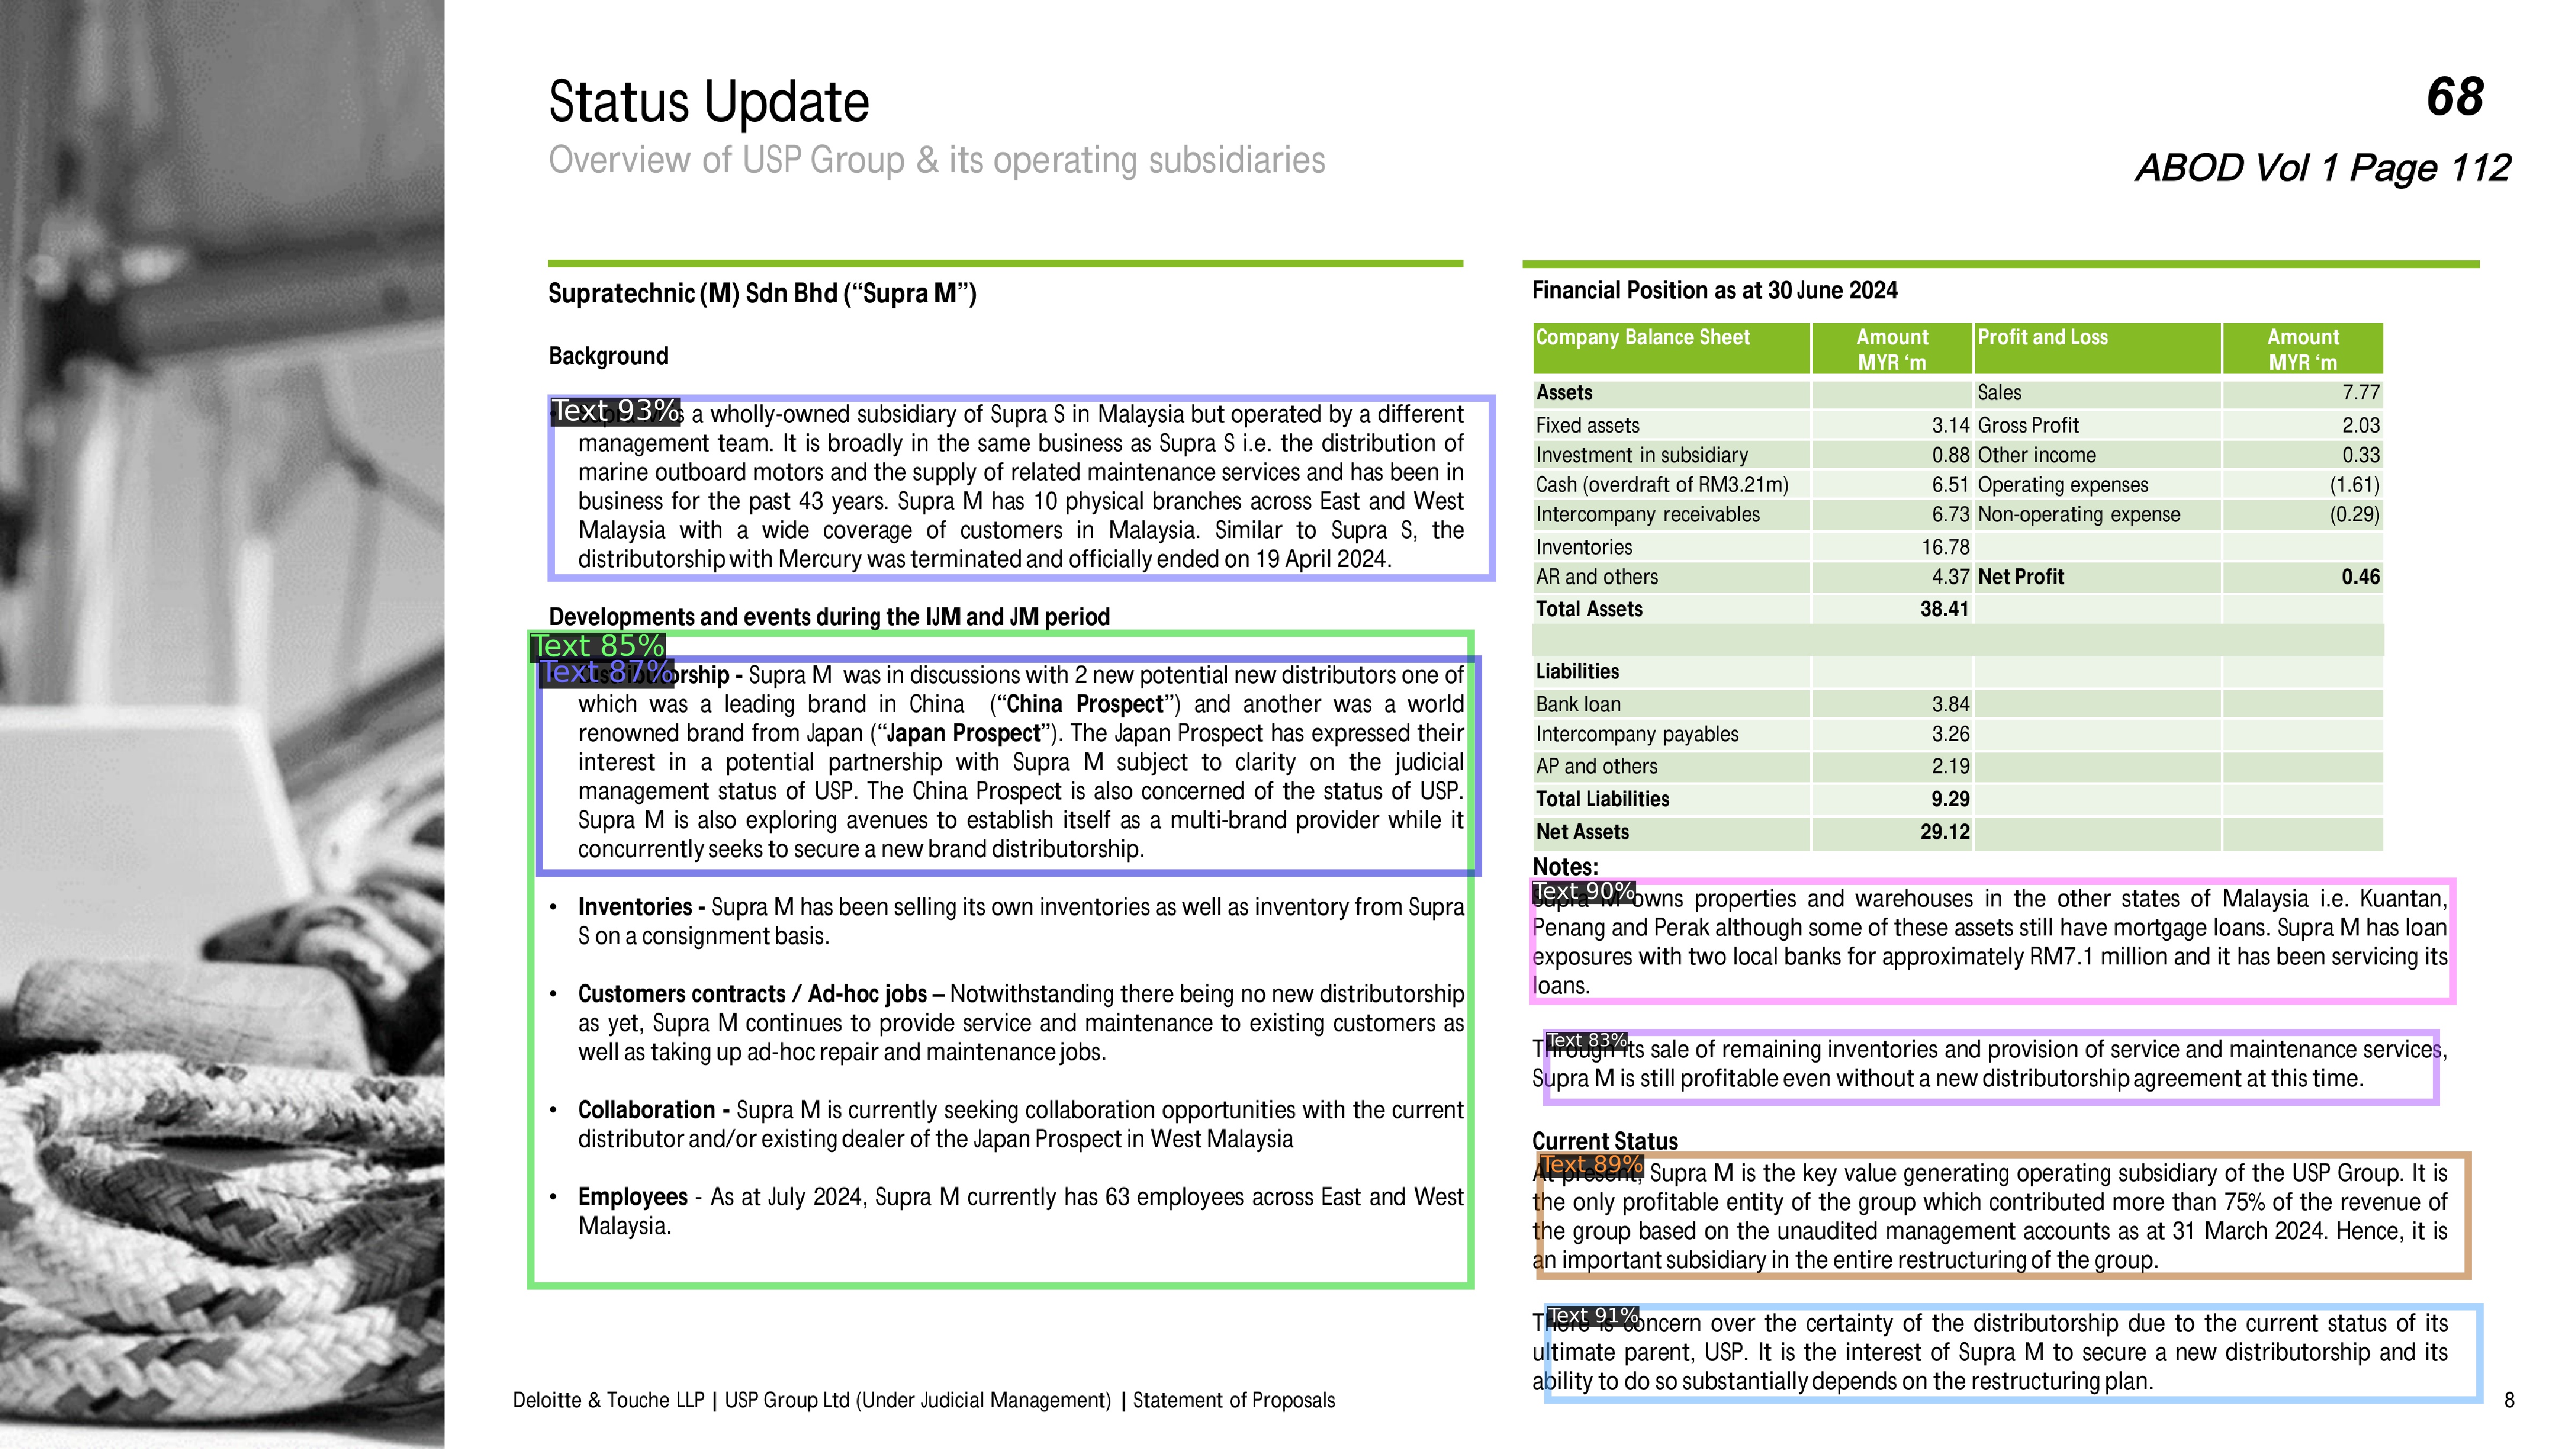 Status Update
Overview of USP Group & its operating subsidiaries
68
ABOD Vol 1 Page 112
Supratechnic (M) Sdn Bhd (“Supra M”)
Background
Text 93%
a wholly-owned subsidiary of Supra S in Malaysia but operated by a different
management team. It is broadly in the same business as Supra S i.e. the distribution of
marine outboard motors and the supply of related maintenance services and has been in
business for the past 43 years. Supra M has 10 physical branches across East and West
Malaysia with a wide coverage of customers in Malaysia. Similar to Supra S, the
distributorship with Mercury was terminated and officially ended on 19 April 2024.
Developments and events during the IJM and JM period
Text 85%
Text 87%
Distributorship - Supra M was in discussions with 2 new potential new distributors one of
which was a leading brand in China (“China Prospect”) and another was a world
renowned brand from Japan (“Japan Prospect”). The Japan Prospect has expressed their
interest in a potential partnership with Supra M subject to clarity on the judicial
management status of USP. The China Prospect is also concerned of the status of USP.
Supra M is also exploring avenues to establish itself as a multi-brand provider while it
concurrently seeks to secure a new brand distributorship.
• Inventories - Supra M has been selling its own inventories as well as inventory from Supra
S on a consignment basis.
• Customers contracts / Ad-hoc jobs – Notwithstanding there being no new distributorship
as yet, Supra M continues to provide service and maintenance to existing customers as
well as taking up ad-hoc repair and maintenance jobs.
• Collaboration - Supra M is currently seeking collaboration opportunities with the current
distributor and/or existing dealer of the Japan Prospect in West Malaysia
• Employees - As at July 2024, Supra M currently has 63 employees across East and West
Malaysia.
Financial Position as at 30 June 2024
Company Balance Sheet Amount MYR ‘m Profit and Loss Amount MYR ‘m
Assets Sales 7.77
Fixed assets 3.14 Gross Profit 2.03
Investment in subsidiary 0.88 Other income 0.33
Cash (overdraft of RM3.21m) 6.51 Operating expenses (1.61)
Intercompany receivables 6.73 Non-operating expense (0.29)
Inventories 16.78
AR and others 4.37 Net Profit 0.46
Total Assets 38.41
Liabilities
Bank loan 3.84
Intercompany payables 3.26
AP and others 2.19
Total Liabilities 9.29
Net Assets 29.12
Notes:
Text 90%
Supra M owns properties and warehouses in the other states of Malaysia i.e. Kuantan,
Penang and Perak although some of these assets still have mortgage loans. Supra M has loan
exposures with two local banks for approximately RM7.1 million and it has been servicing its
loans.
Text 83%
Through its sale of remaining inventories and provision of service and maintenance services,
Supra M is still profitable even without a new distributorship agreement at this time.
Current Status
Text 89%
At present, Supra M is the key value generating operating subsidiary of the USP Group. It is
the only profitable entity of the group which contributed more than 75% of the revenue of
the group based on the unaudited management accounts as at 31 March 2024. Hence, it is
an important subsidiary in the entire restructuring of the group.
Text 91%
There is concern over the certainty of the distributorship due to the current status of its
ultimate parent, USP. It is the interest of Supra M to secure a new distributorship and its
ability to do so substantially depends on the restructuring plan.
Deloitte & Touche LLP | USP Group Ltd (Under Judicial Management) | Statement of Proposals
8